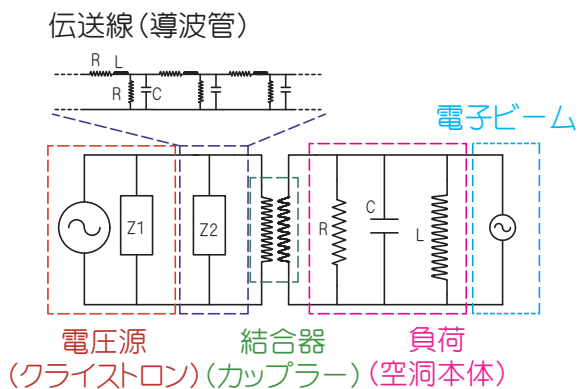 伝送線(導波管)
R L
R C
電子ビーム
Z1 Z2 R C L
電圧源 結合器 負荷
(クライストロン)(カップラー)(空洞本体)